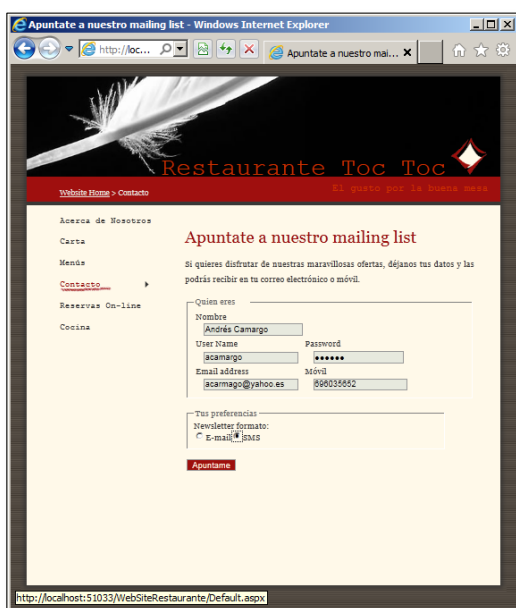 Apuntate a nuestro mailing list - Windows Internet Explorer
http://loc...
Apuntate a nuestro mai...
Restaurante Toc Toc
El gusto por la buena mesa
Website Home > Contacto
Acerca de Nosotros
Carta
Menús
Contacto
Reservas On-line
Cocina
Apuntate a nuestro mailing list
Si quieres disfrutar de nuestras maravillosas ofertas, déjanos tus datos y las
podrás recibir en tu correo electrónico o móvil.
Quien eres
Nombre
Andrés Camargo
User Name Password
acamargo ●●●●●●
Email address Móvil
acarmago@yahoo.es 696035652
Tus preferencias
Newsletter formato:
E-mail SMS
Apuntame
http://localhost:51033/WebSiteRestaurante/Default.aspx